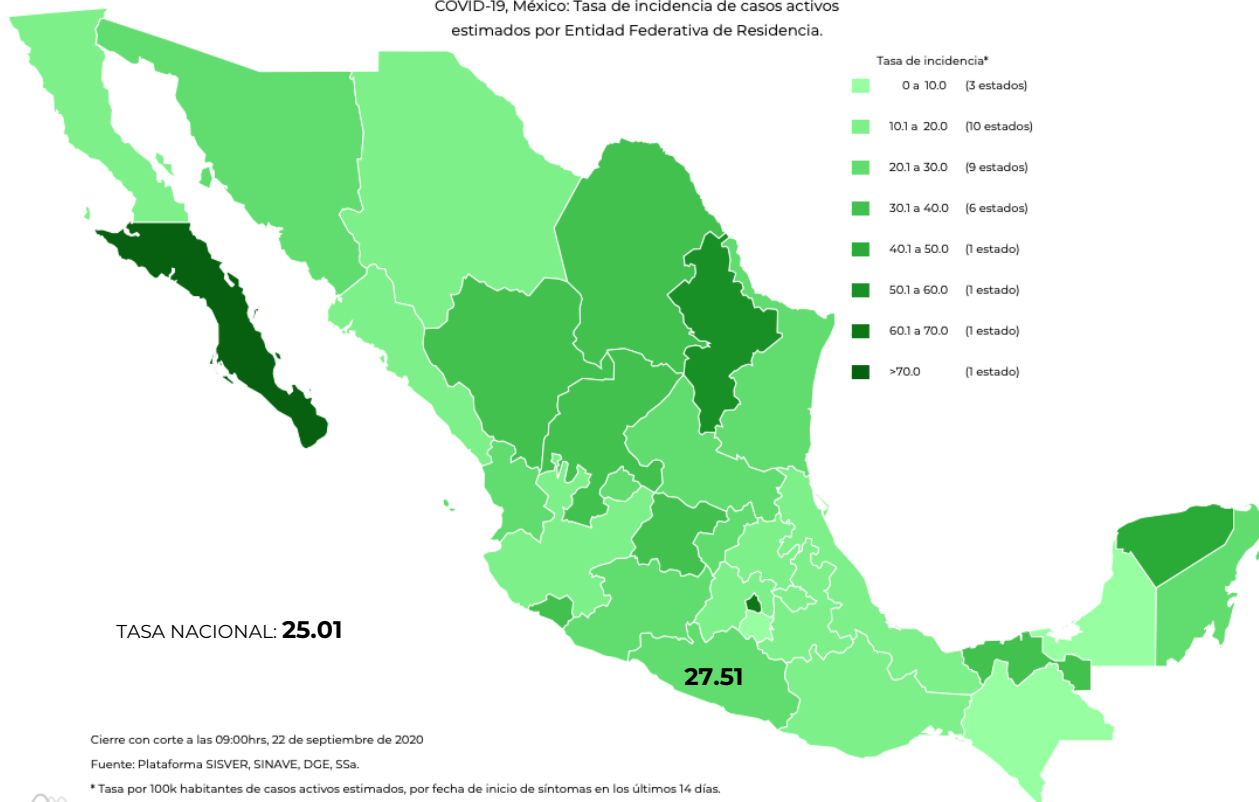 COVID-19, México: Tasa de incidencia de casos activos
estimados por Entidad Federativa de Residencia.
Tasa de incidencia*
0 a 10.0 (3 estados)
10.1 a 20.0 (10 estados)
20.1 a 30.0 (9 estados)
30.1 a 40.0 (6 estados)
40.1 a 50.0 (1 estado)
50.1 a 60.0 (1 estado)
60.1 a 70.0 (1 estado)
>70.0 (1 estado)
TASA NACIONAL: 25.01
27.51
Cierre con corte a las 09:00hrs, 22 de septiembre de 2020
Fuente: Plataforma SISVER, SINAVE, DGE, SSa.
* Tasa por 100k habitantes de casos activos estimados, por fecha de inicio de síntomas en los últimos 14 días.